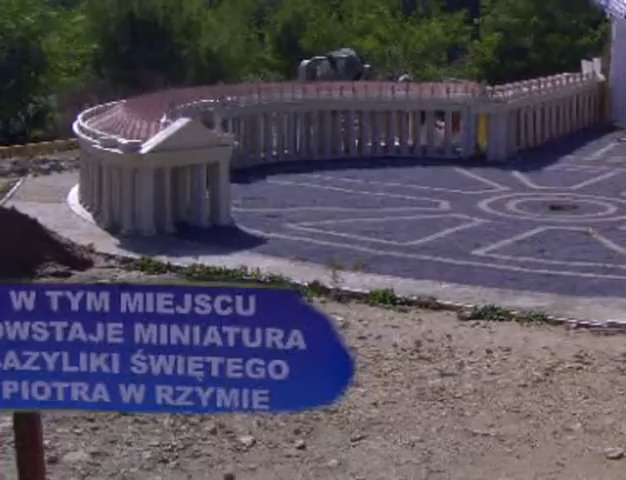 W TYM MIEJSCU
OWSTAJE MINIATURA
AZYLIKI ŚWIĘTEGO
PIOTRA W RZYMIE